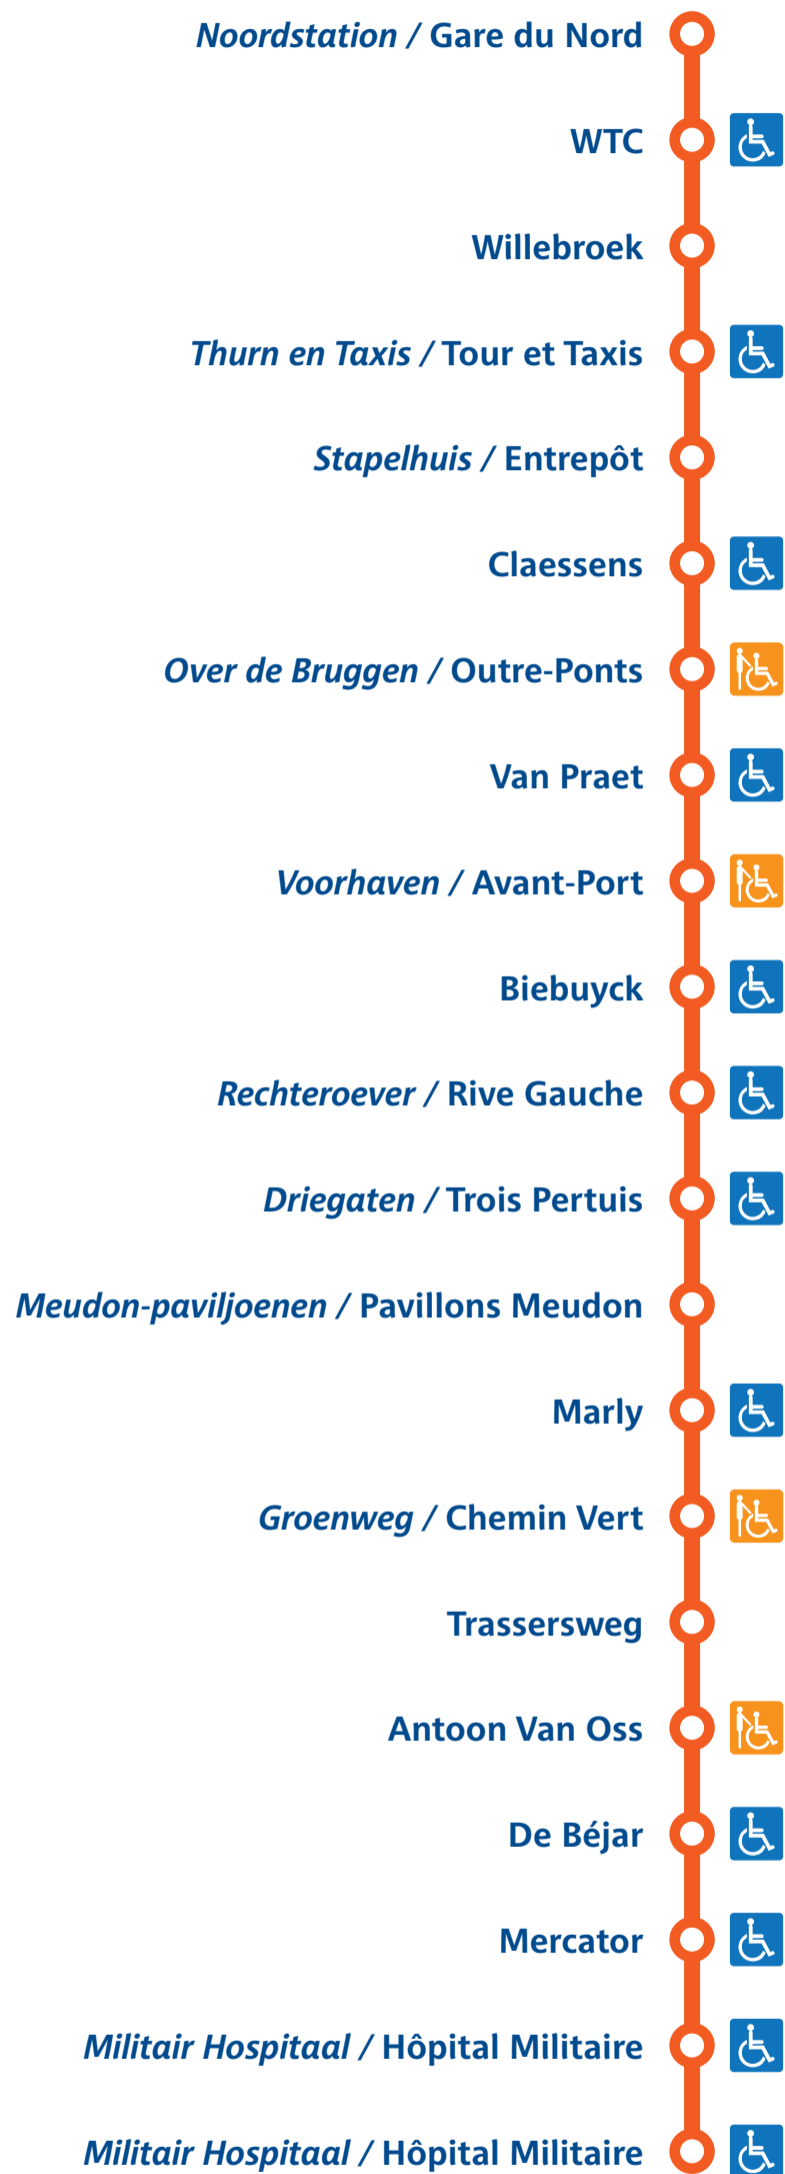 Noordstation / Gare du Nord
WTC
Willebroek
Thurn en Taxis / Tour et Taxis
Stapelhuis / Entrepôt
Claessens
Over de Bruggen / Outre-Ponts
Van Praet
Voorhaven / Avant-Port
Biebuyck
Rechteroever / Rive Gauche
Driegaten / Trois Pertuis
Meudon-paviljoenen / Pavillons Meudon
Marly
Groenweg / Chemin Vert
Trassersweg
Antoon Van Oss
De Béjar
Mercator
Militair Hospitaal / Hôpital Militaire
Militair Hospitaal / Hôpital Militaire